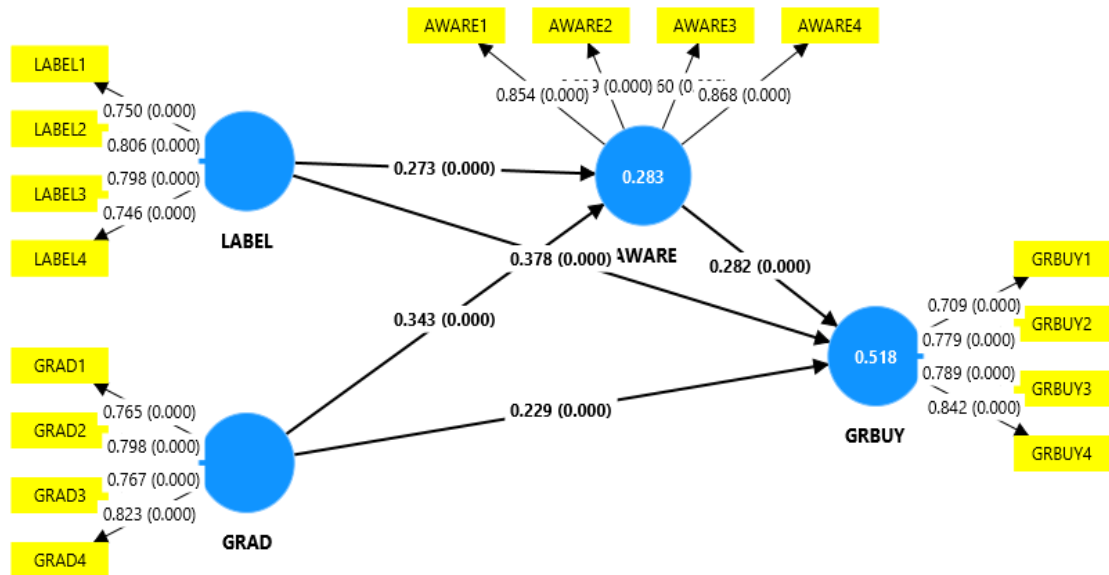 AWARE1
AWARE2
AWARE3
AWARE4
LABEL1
LABEL2
LABEL3
LABEL4
0.750 (0.000)
0.806 (0.000)
0.798 (0.000)
0.746 (0.000)
LABEL
0.854 (0.000)
(0.000)
0.868 (0.000)
0.283
AWARE
0.273 (0.000)
0.378 (0.000)
0.282 (0.000)
0.343 (0.000)
0.229 (0.000)
GRAD1
GRAD2
GRAD3
GRAD4
0.765 (0.000)
0.798 (0.000)
0.767 (0.000)
0.823 (0.000)
GRAD
0.518
GRBUY
0.709 (0.000)
0.779 (0.000)
0.789 (0.000)
0.842 (0.000)
GRBUY1
GRBUY2
GRBUY3
GRBUY4